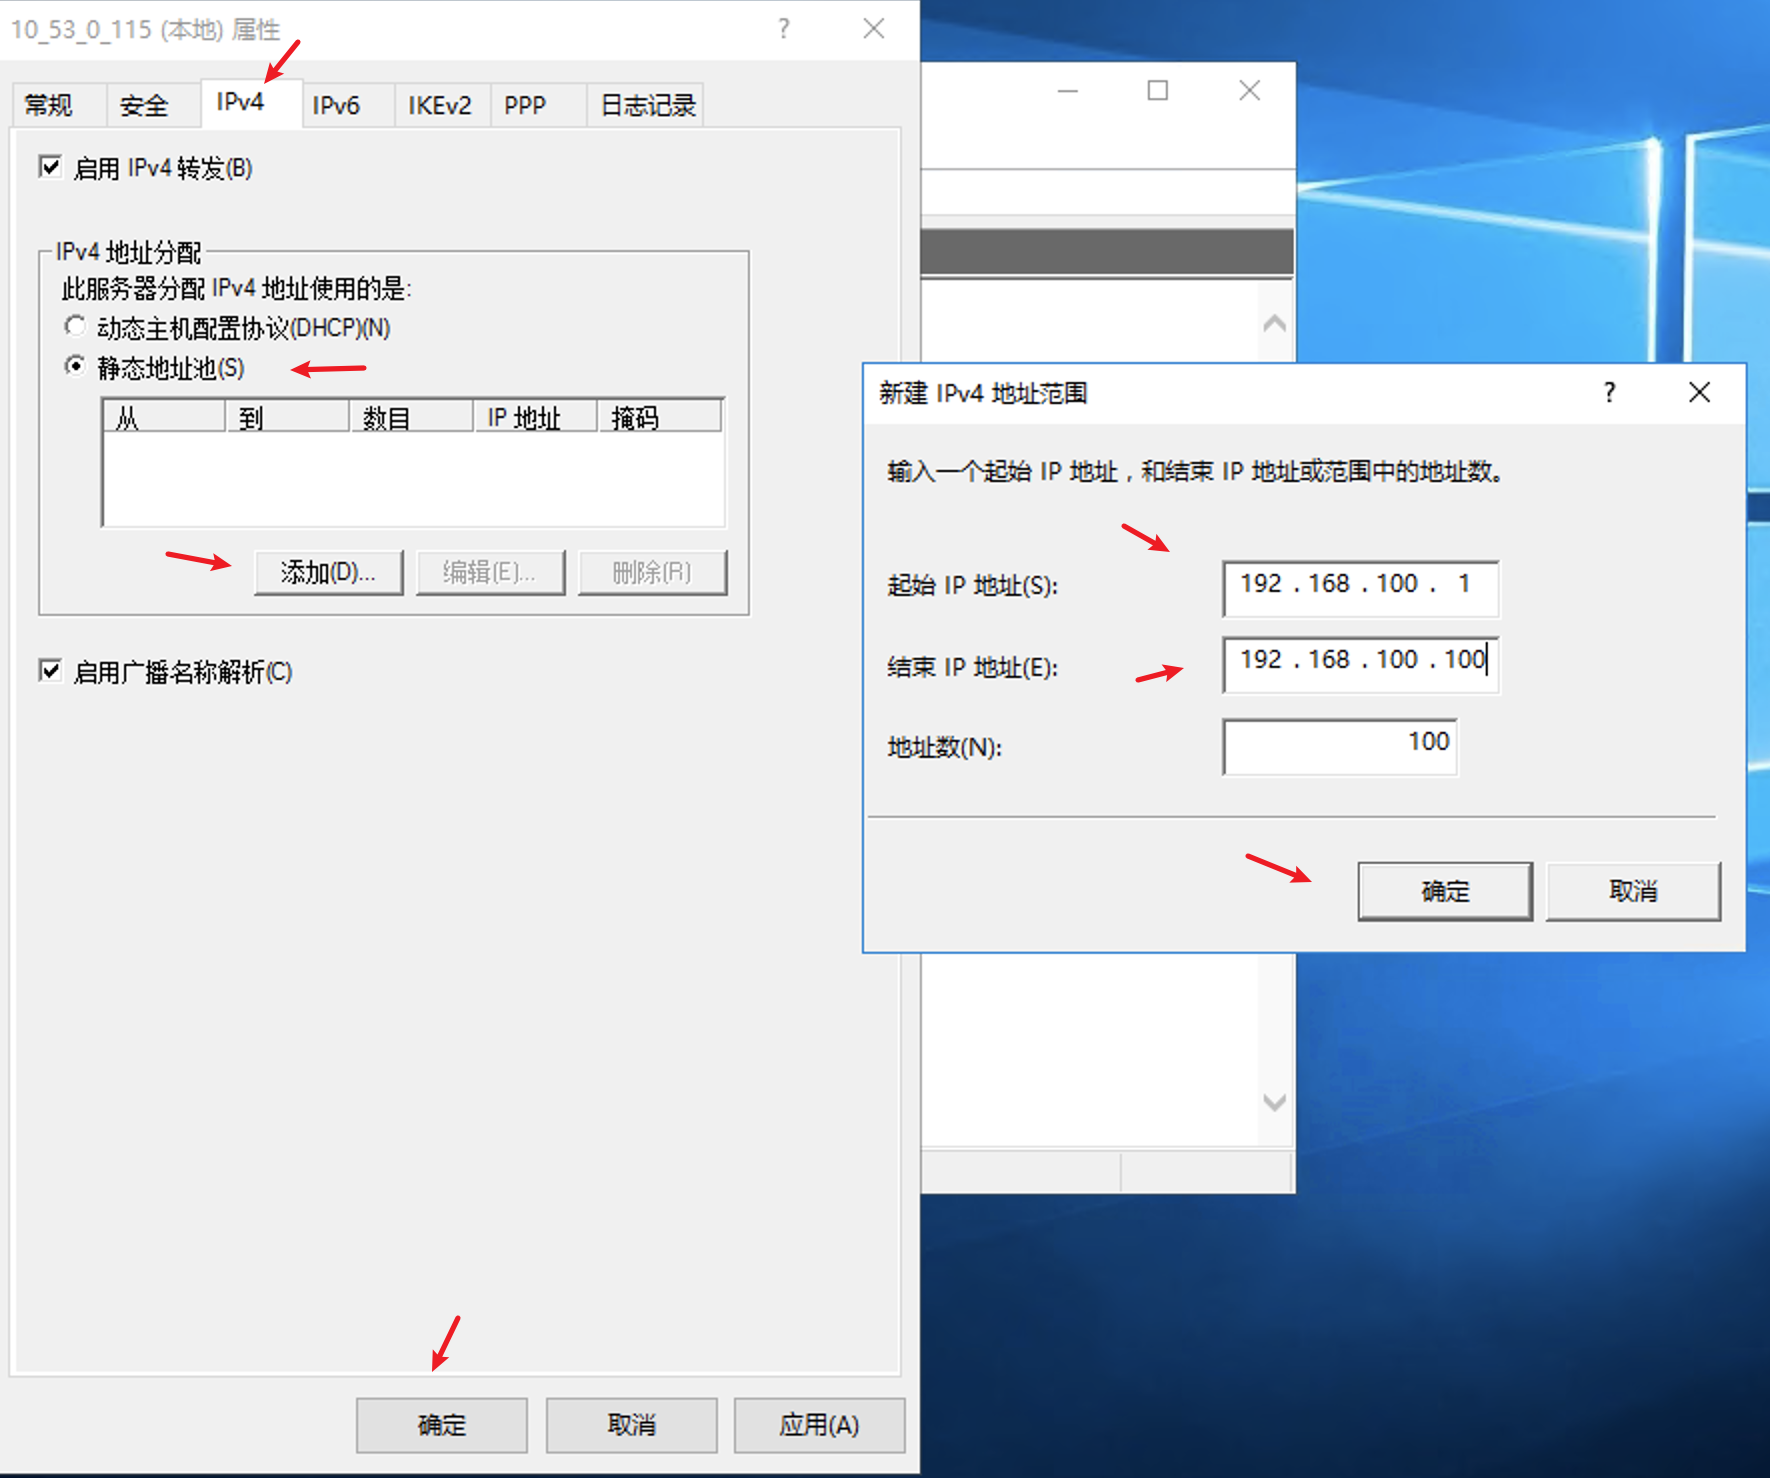 10_53_0_115 (本地) 属性
常规 安全 IPv4 IPv6 IKEv2 PPP 日志记录
启用 IPv4 转发(B)
IPv4 地址分配
此服务器分配 IPv4 地址使用的是:
动态主机配置协议(DHCP)(N)
静态地址池(S)
从 到 数目 IP 地址 掩码
添加(D)... 编辑(E)... 删除(R)
启用广播名称解析(C)
确定 取消 应用(A)
新建 IPv4 地址范围
输入一个起始 IP 地址，和结束 IP 地址或范围中的地址数。
起始 IP 地址(S): 192 . 168 . 100 . 1
结束 IP 地址(E): 192 . 168 . 100 . 100
地址数(N): 100
确定 取消